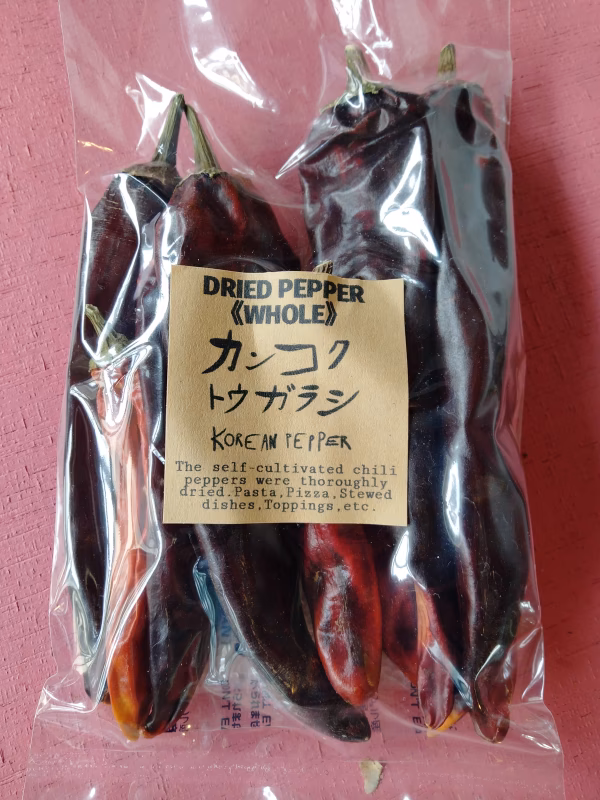 DRIED PEPPER
《WHOLE》
カンコク
トウガラシ
KOREAN PEPPER
The self-cultivated chili
peppers were thoroughly
dried.Pasta,Pizza,Stewed
dishes,Toppings,etc.